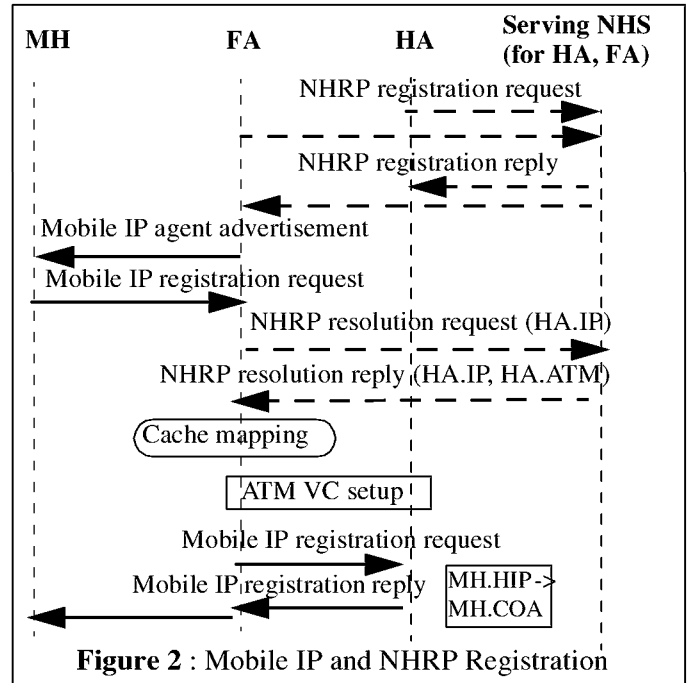 MH FA HA Serving NHS
(for HA, FA)
NHRP registration request
NHRP registration reply
Mobile IP agent advertisement
Mobile IP registration request
NHRP resolution request (HA.IP)
NHRP resolution reply (HA.IP, HA.ATM)
Cache mapping
ATM VC setup
Mobile IP registration request
Mobile IP registration reply
MH.HIP->
MH.COA
Figure 2 : Mobile IP and NHRP Registration